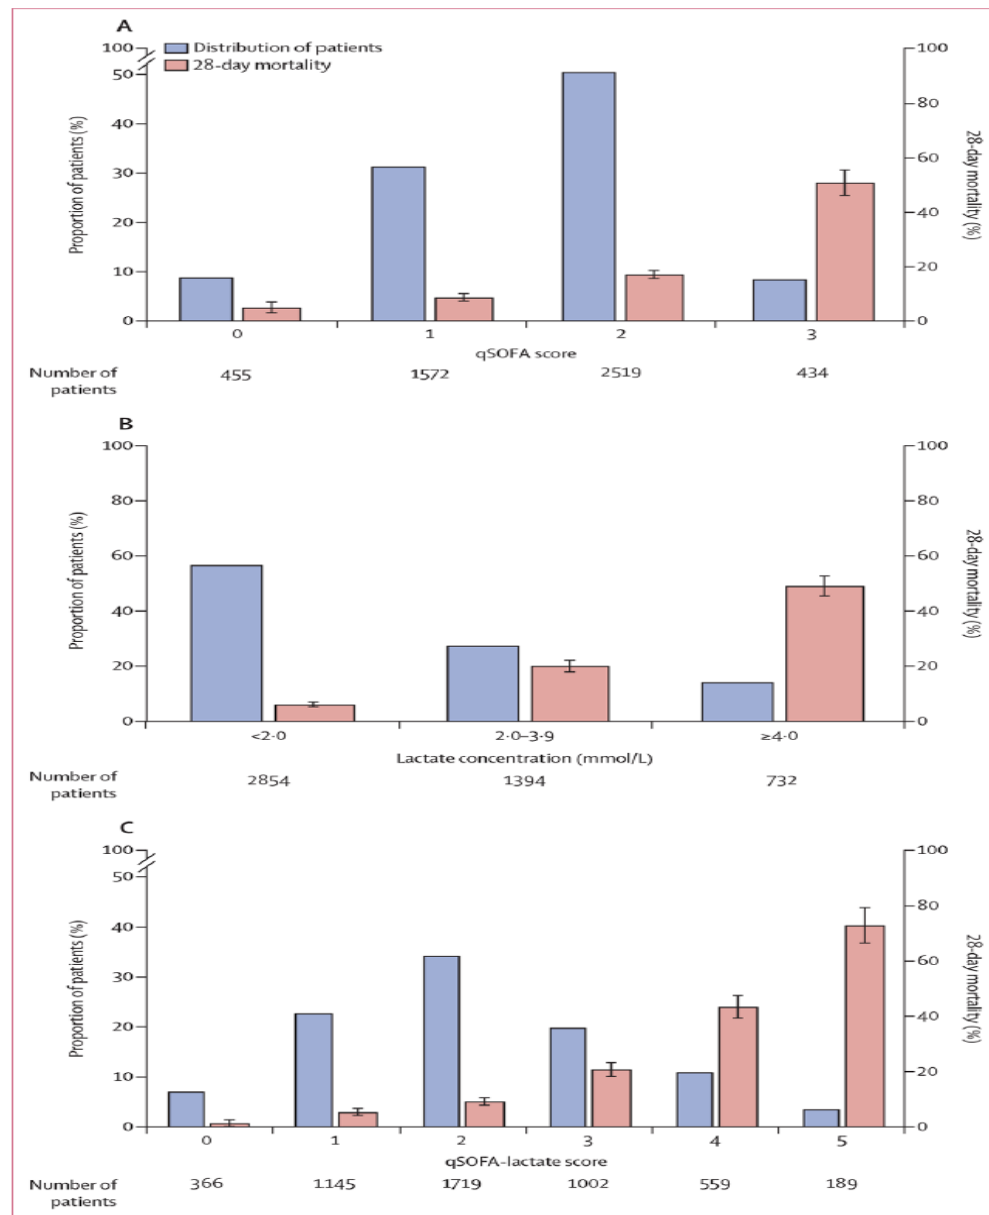 A
Distribution of patients
28-day mortality
100
50
40
30
20
10
0
Proportion of patients (%)
100
80
60
40
20
0
28-day mortality (%)
0 1 2 3
qSOFA score
Number of patients
455 1572 2519 434
B
100
80
60
40
20
0
Proportion of patients (%)
100
80
60
40
20
0
28-day mortality (%)
<2·0 2·0–3·9 ≥4·0
Lactate concentration (mmol/L)
Number of patients
2854 1394 732
C
100
50
40
30
20
10
0
Proportion of patients (%)
100
80
60
40
20
0
28-day mortality (%)
0 1 2 3 4 5
qSOFA-lactate score
Number of patients
366 1145 1719 1002 559 189